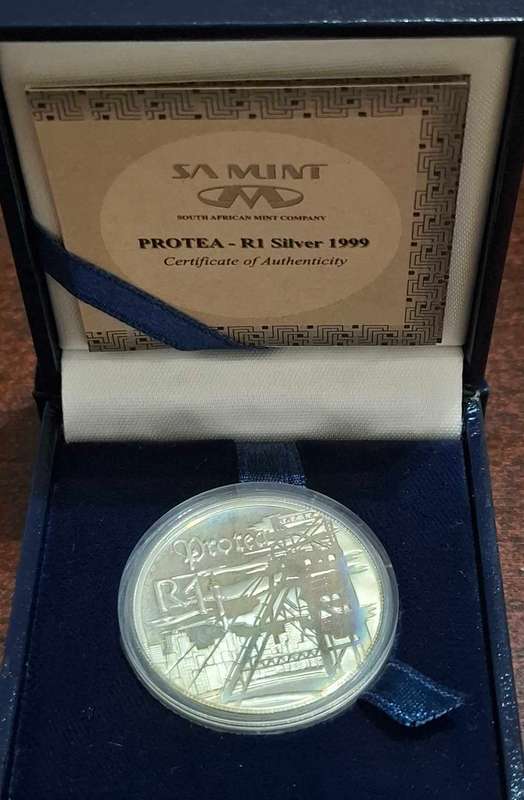 SA MINT
SOUTH AFRICAN MINT COMPANY
PROTEA - R1 Silver 1999
Certificate of Authenticity
Protea
R1